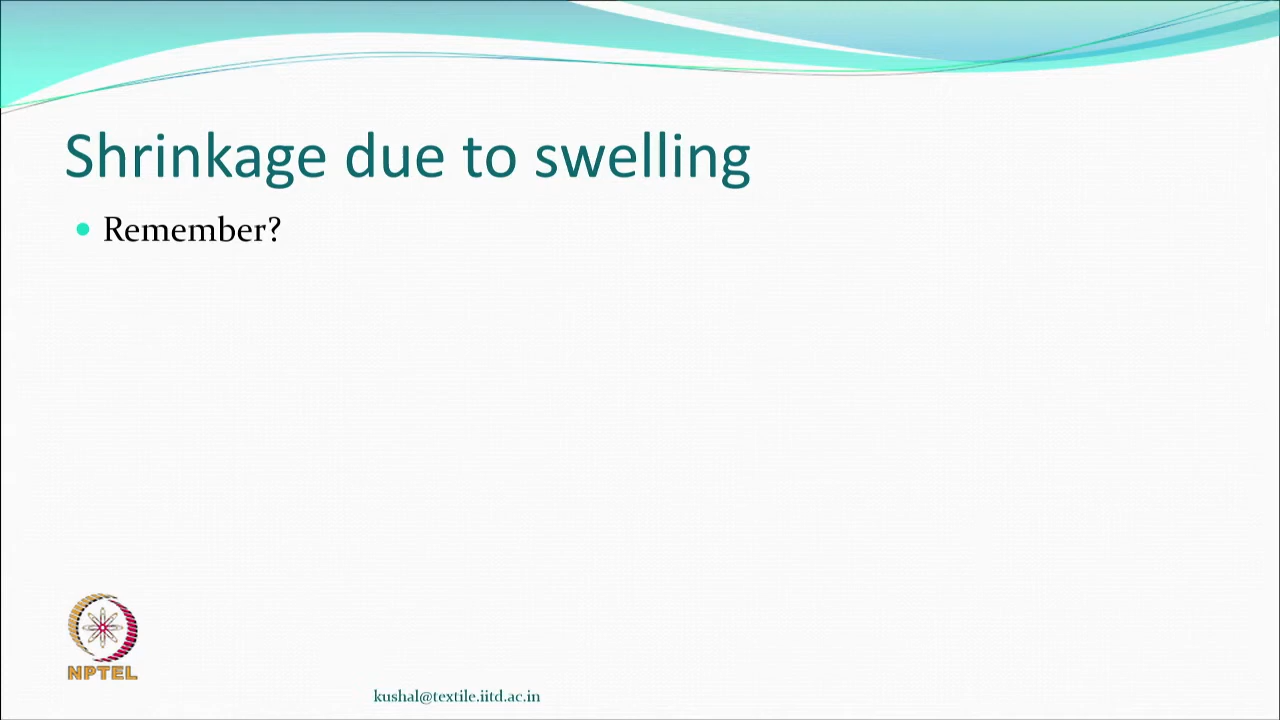 Shrinkage due to swelling
Remember?
NPTEL
kushal@textile.iitd.ac.in